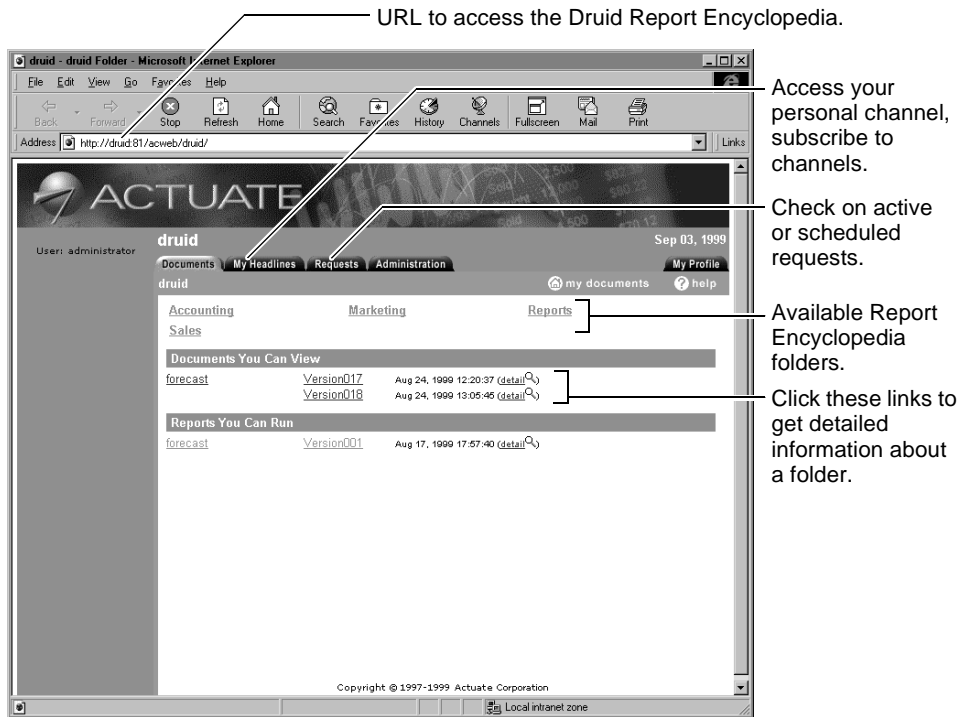 URL to access the Druid Report Encyclopedia.
druid - druid Folder - Microsoft Internet Explorer
File Edit View Go Favorites Help
Back Forward Stop Refresh Home Search Favorites History Channels Fullscreen Mail Print
Address http://druid:81/acweb/druid/ Links
Access your
personal channel,
subscribe to
channels.
ACTUATE
Check on active
or scheduled
requests.
User: administrator
druid Sep 03, 1999
Documents My Headlines Requests Administration My Profile
druid my documents help
Accounting Marketing Reports
Sales
Available Report
Encyclopedia
folders.
Documents You Can View
forecast Version017 Aug 24, 1999 12:20:37 (detail)
Version018 Aug 24, 1999 13:05:45 (detail)
Click these links to
get detailed
information about
a folder.
Reports You Can Run
forecast Version001 Aug 17, 1999 17:57:40 (detail)
Copyright © 1997-1999 Actuate Corporation
Local intranet zone